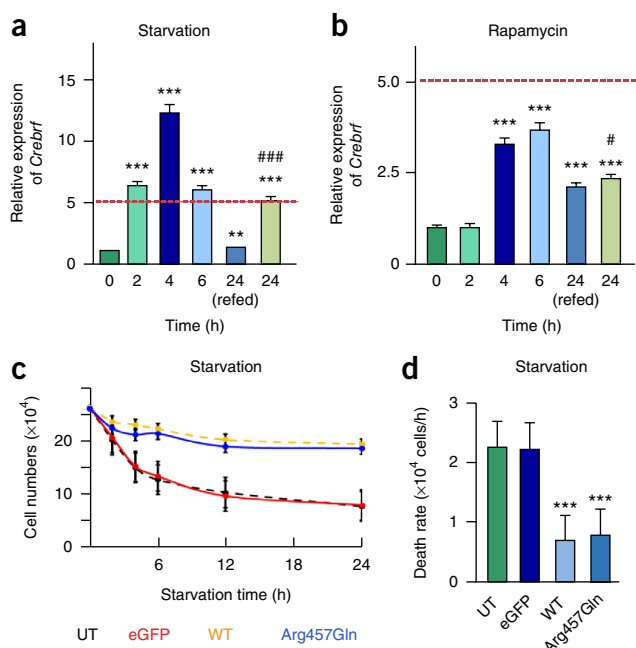 a
Starvation
Relative expression
of Crebrf
15
10
5
0
***
***
***
**
###
***
0 2 4 6 24 24
(refed)
Time (h)
b
Rapamycin
Relative expression
of Crebrf
5.0
2.5
0
***
***
***
#
***
0 2 4 6 24 24
(refed)
Time (h)
c
Starvation
Cell numbers (×10⁴)
20
10
0
6 12 18 24
Starvation time (h)
UT eGFP WT Arg457Gln
d
Starvation
Death rate (×10⁴ cells/h)
3
2
1
0
***
***
UT
eGFP
WT
Arg457Gln